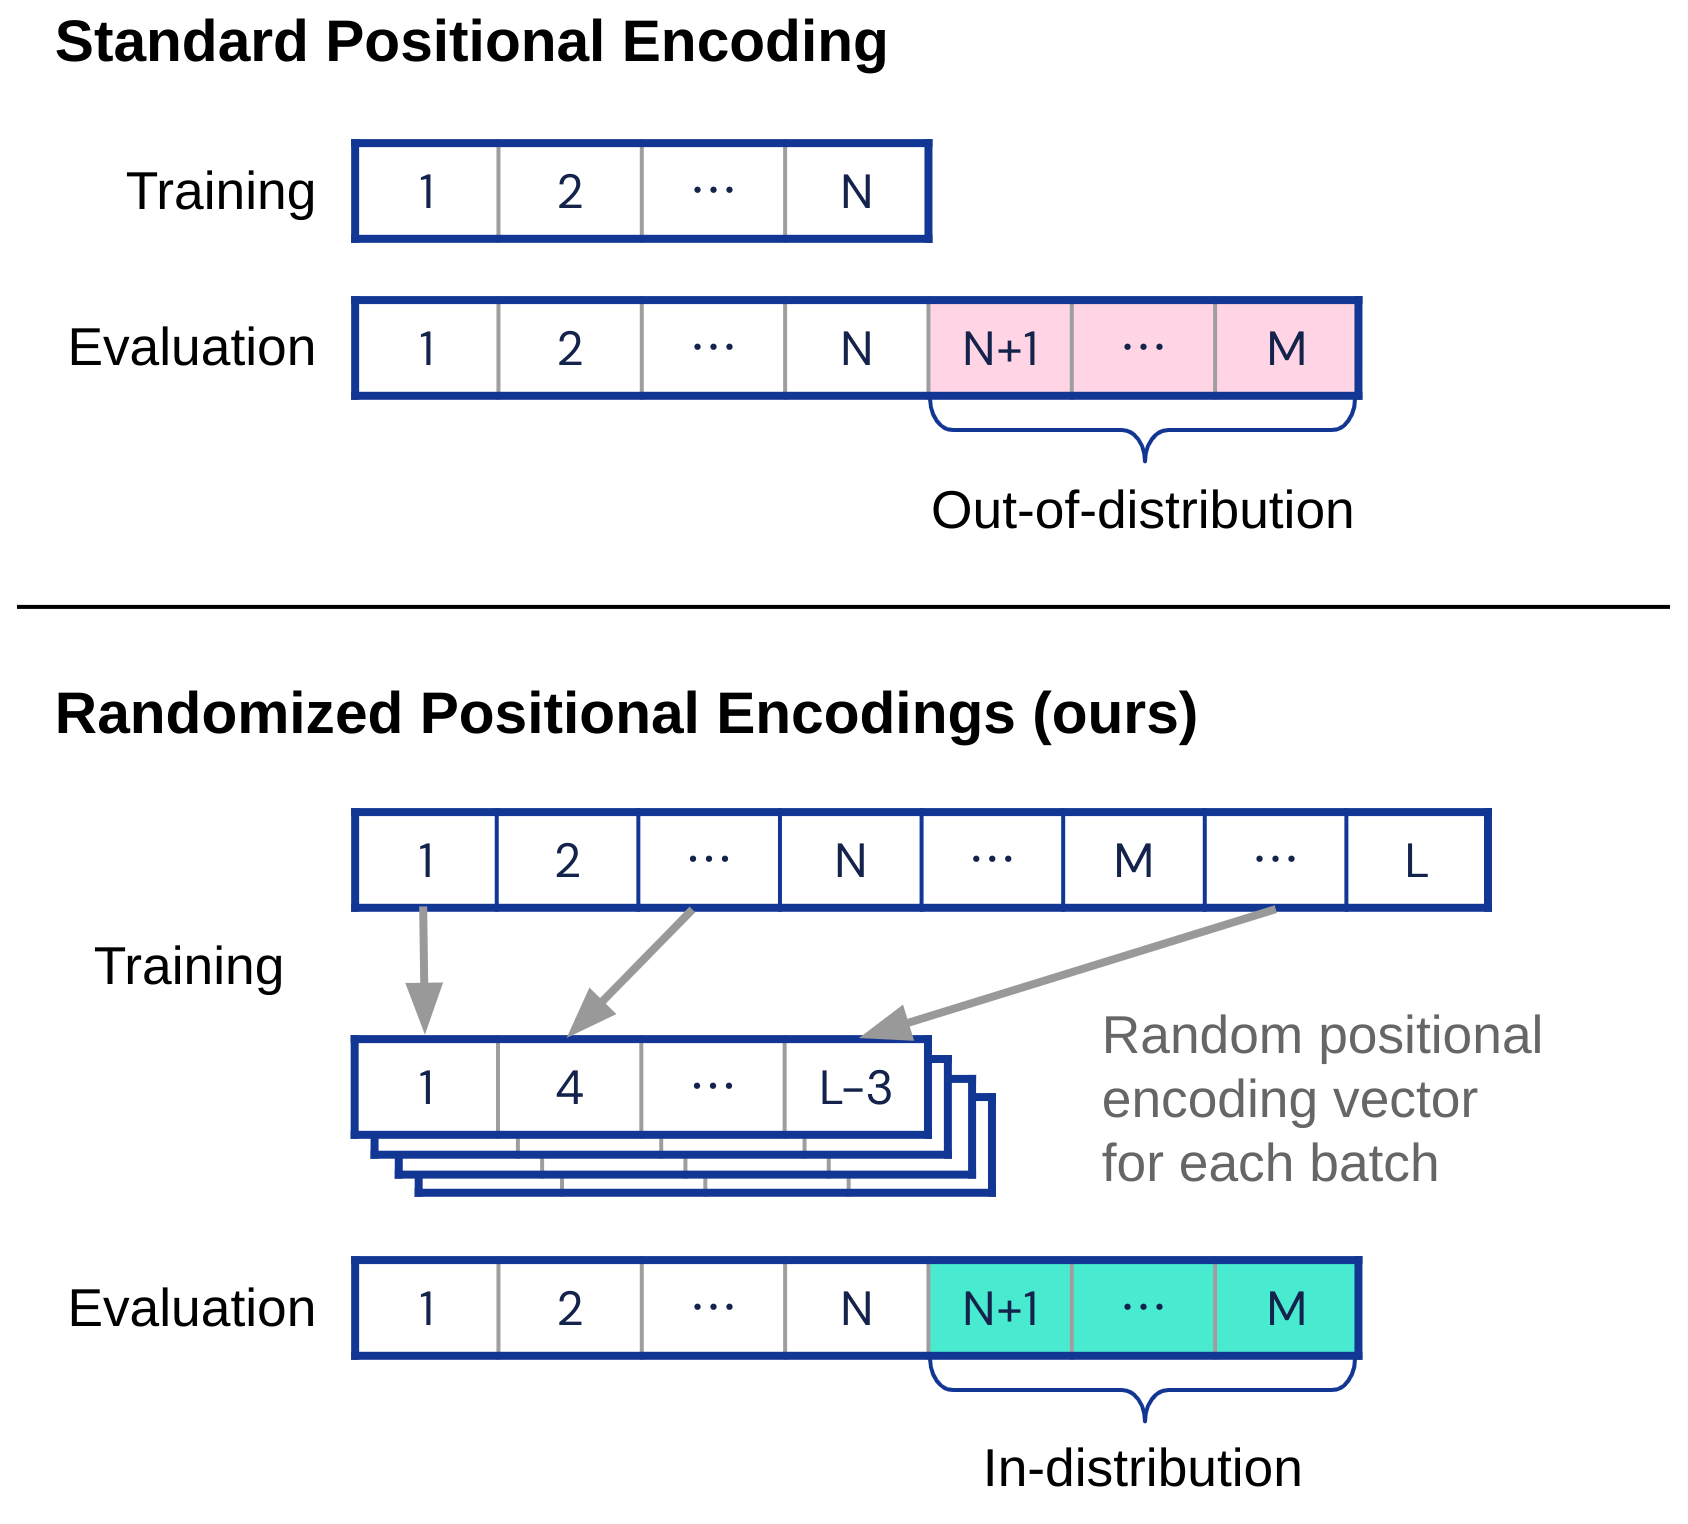 Standard Positional Encoding
Training 1 2 ··· N
Evaluation 1 2 ··· N N+1 ··· M
Out-of-distribution
Randomized Positional Encodings (ours)
1 2 ··· N ··· M ··· L
Training
1 4 ··· L−3
Random positional
encoding vector
for each batch
Evaluation 1 2 ··· N N+1 ··· M
In-distribution